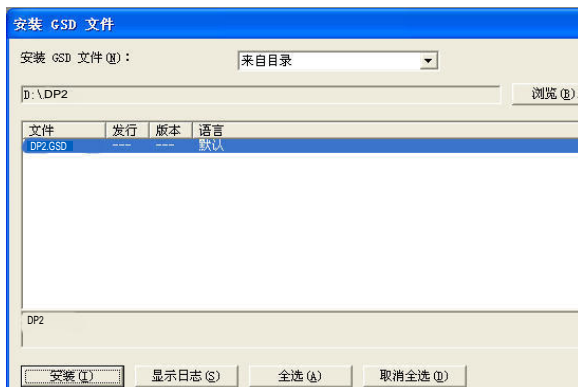 安装 GSD 文件
安装 GSD 文件(N)： 来自目录
D:\DP2 浏览(B)
文件 发行 版本 语言
DP2.GSD --- --- 默认
DP2
安装(I) 显示日志(S) 全选(A) 取消全选(D)